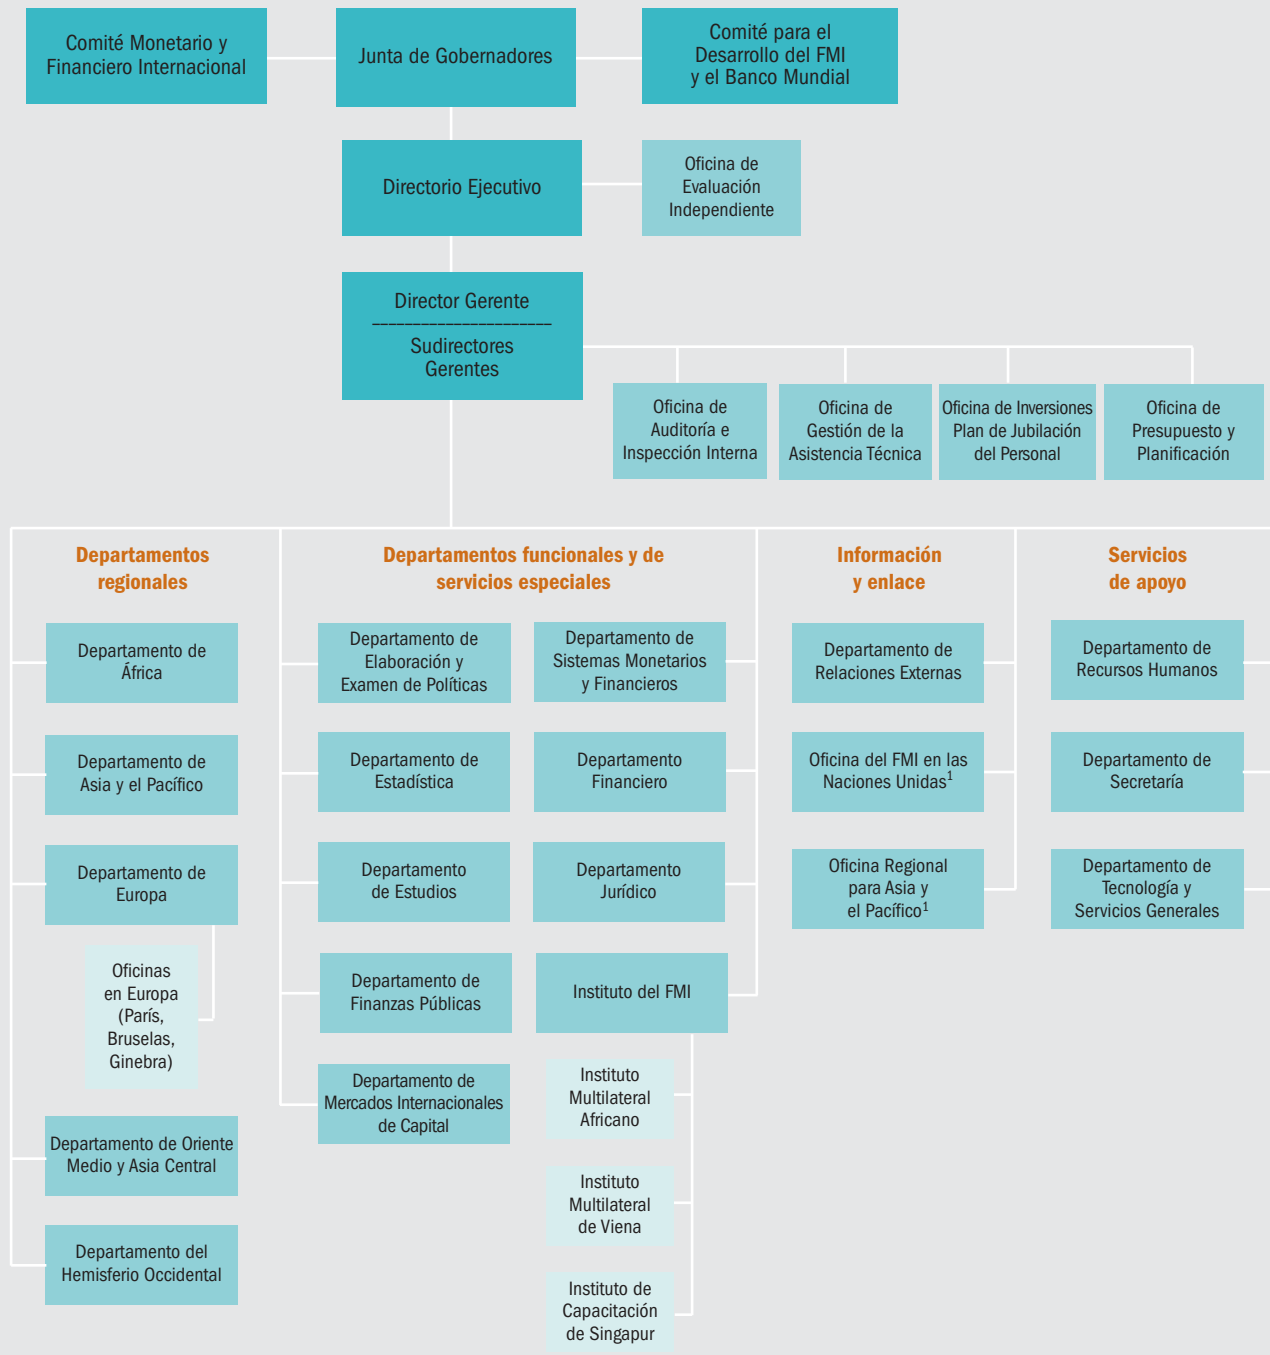 Comité Monetario y
Financiero Internacional
Junta de Gobernadores
Comité para el
Desarrollo del FMI
y el Banco Mundial
Directorio Ejecutivo
Oficina de
Evaluación
Independiente
Director Gerente
Sudirectores
Gerentes
Oficina de
Auditoría e
Inspección Interna
Oficina de
Gestión de la
Asistencia Técnica
Oficina de Inversiones
Plan de Jubilación
del Personal
Oficina de
Presupuesto y
Planificación
Departamentos
regionales
Departamento de
África
Departamento de
Asia y el Pacífico
Departamento de
Europa
Oficinas
en Europa
(París,
Bruselas,
Ginebra)
Departamento de Oriente
Medio y Asia Central
Departamento del
Hemisferio Occidental
Departamentos funcionales y de
servicios especiales
Departamento de
Elaboración y
Examen de Políticas
Departamento de
Estadística
Departamento
de Estudios
Departamento de
Finanzas Públicas
Departamento de
Mercados Internacionales
de Capital
Departamento de
Sistemas Monetarios
y Financieros
Departamento
Financiero
Departamento
Jurídico
Instituto del FMI
Instituto
Multilateral
Africano
Instituto
Multilateral
de Viena
Instituto de
Capacitación
de Singapur
Información
y enlace
Departamento de
Relaciones Externas
Oficina del FMI en las
Naciones Unidas¹
Oficina Regional
para Asia y
el Pacífico¹
Servicios
de apoyo
Departamento de
Recursos Humanos
Departamento de
Secretaría
Departamento de
Tecnología y
Servicios Generales